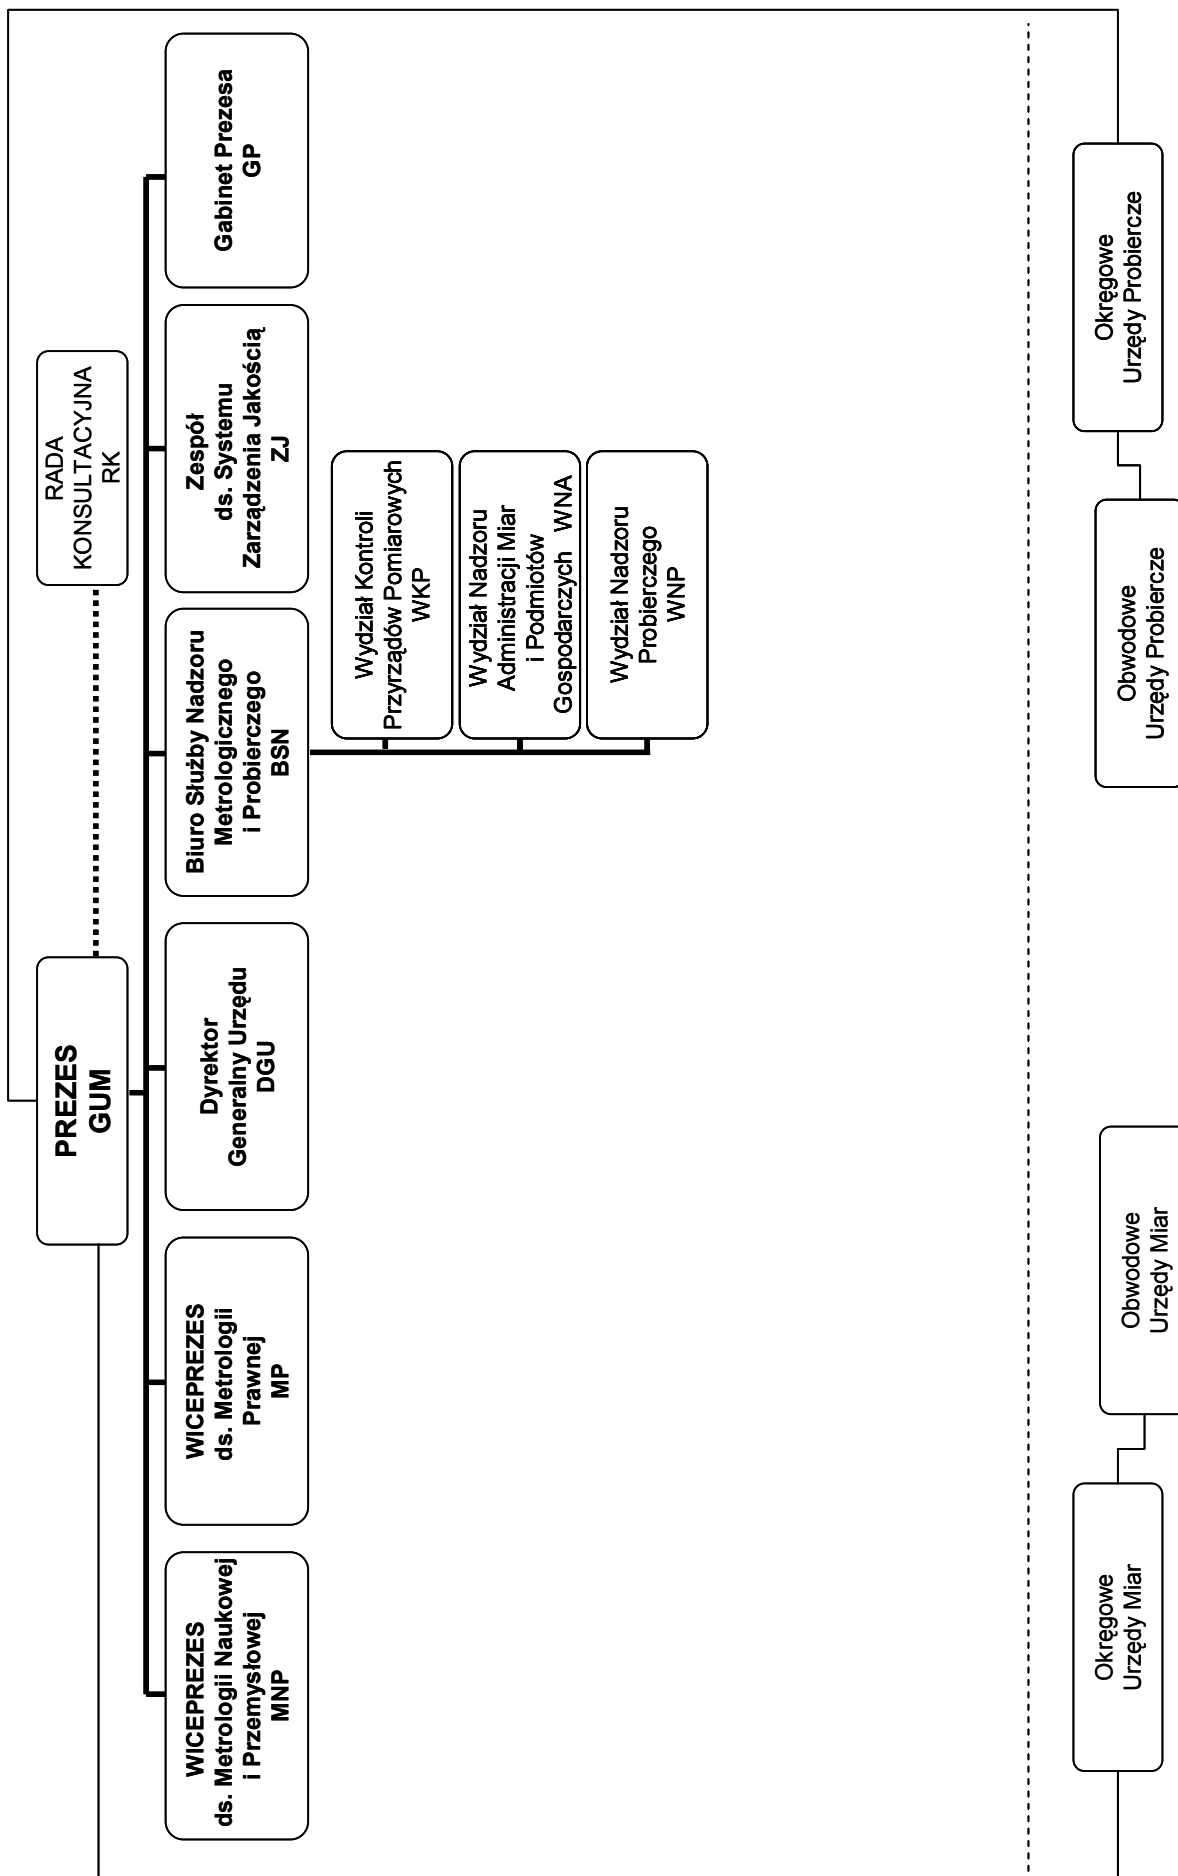 PREZES
GUM
RADA
KONSULTACYJNA
RK
WICEPREZES
ds. Metrologii Naukowej
i Przemysłowej
MNP
WICEPREZES
ds. Metrologii
Prawnej
MP
Dyrektor
Generalny Urzędu
DGU
Biuro Służby Nadzoru
Metrologicznego
i Probierczego
BSN
Zespół
ds. Systemu
Zarządzenia Jakością
ZJ
Gabinet Prezesa
GP
Wydział Kontroli
Przyrządów Pomiarowych
WKP
Wydział Nadzoru
Administracji Miar
i Podmiotów
Gospodarczych WNA
Wydział Nadzoru
Probierczego
WNP
Okręgowe
Urzędy Miar
Obwodowe
Urzędy Miar
Obwodowe
Urzędy Probiercze
Okręgowe
Urzędy Probiercze